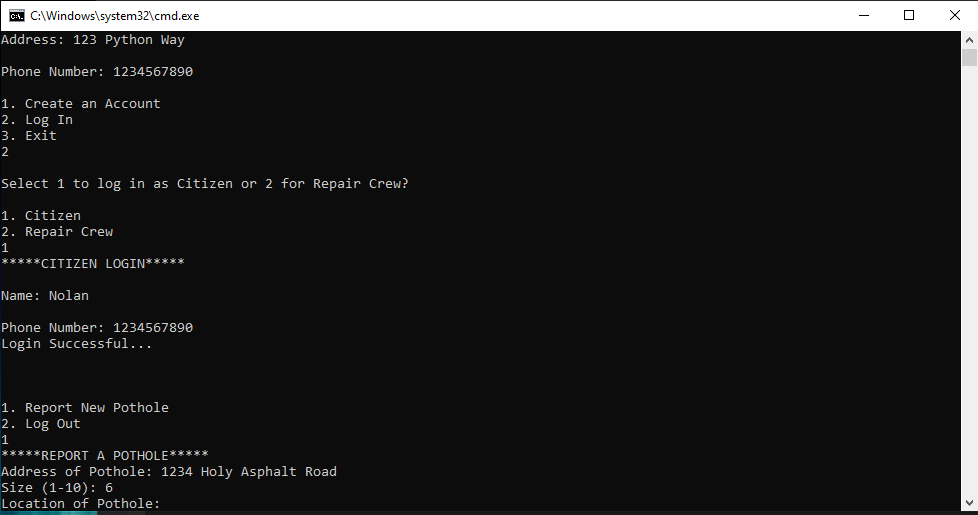 C:\Windows\system32\cmd.exe
Address: 123 Python Way
Phone Number: 1234567890
1. Create an Account
2. Log In
3. Exit
2
Select 1 to log in as Citizen or 2 for Repair Crew?
1. Citizen
2. Repair Crew
1
*****CITIZEN LOGIN*****
Name: Nolan
Phone Number: 1234567890
Login Successful...
1. Report New Pothole
2. Log Out
1
*****REPORT A POTHOLE*****
Address of Pothole: 1234 Holy Asphalt Road
Size (1-10): 6
Location of Pothole: